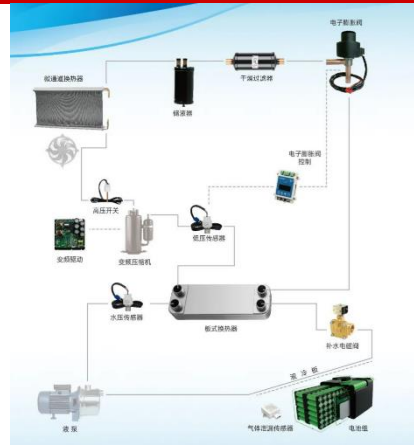 电子膨胀阀
微通道换热器
干燥过滤器
储液器
电子膨胀阀
控制
高压开关
低压传感器
变频驱动
变频压缩机
水压传感器
板式换热器
补水电磁阀
液冷板
液泵
气体泄漏传感器
电池组